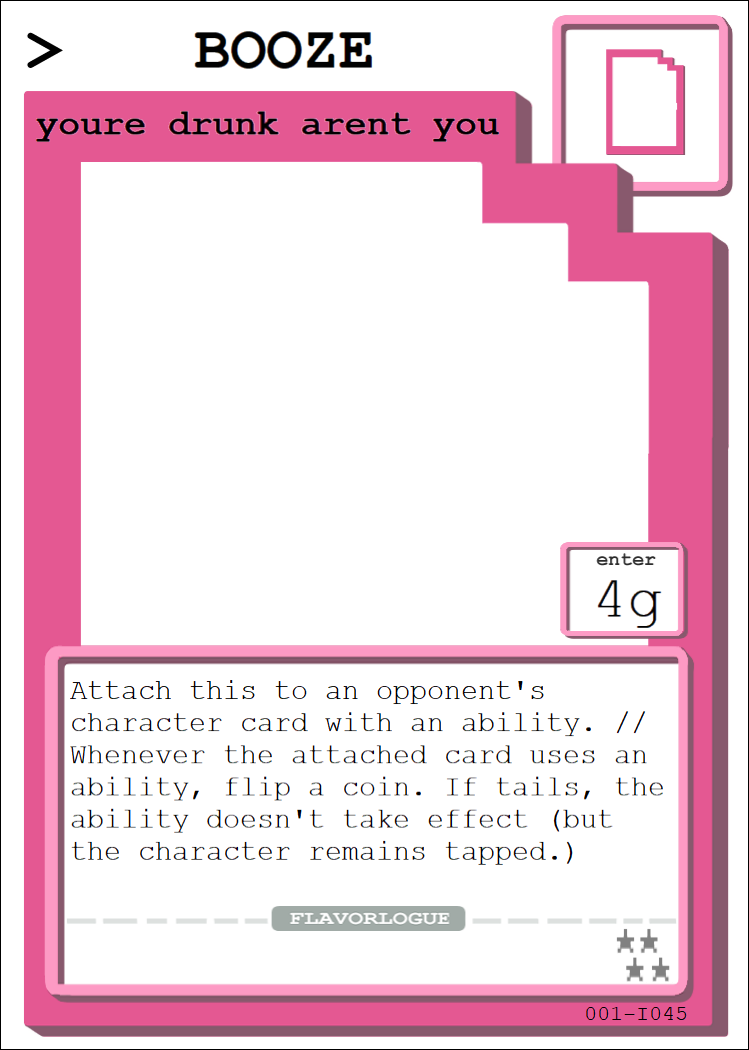 > BOOZE
youre drunk arent you
enter
4g
Attach this to an opponent's
character card with an ability. //
Whenever the attached card uses an
ability, flip a coin. If tails, the
ability doesn't take effect (but
the character remains tapped.)
FLAVORLOGUE
001-I045